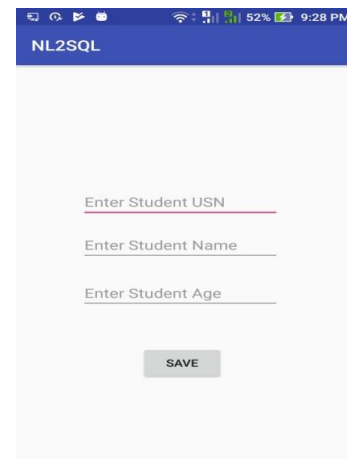 52% 9:28 PM
NL2SQL
Enter Student USN
Enter Student Name
Enter Student Age
SAVE